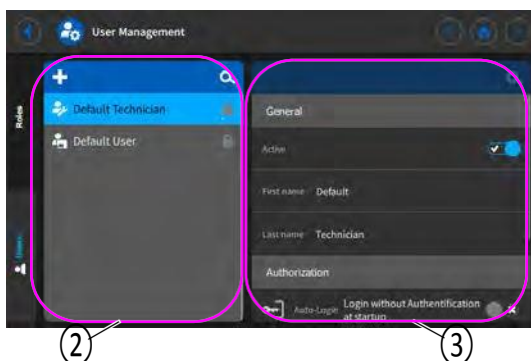 User Management
Roles
Users
Default Technician
Default User
General
Active
First name Default
Last name Technician
Authorization
Auto-Login Login without Authentification
at startup
2
3